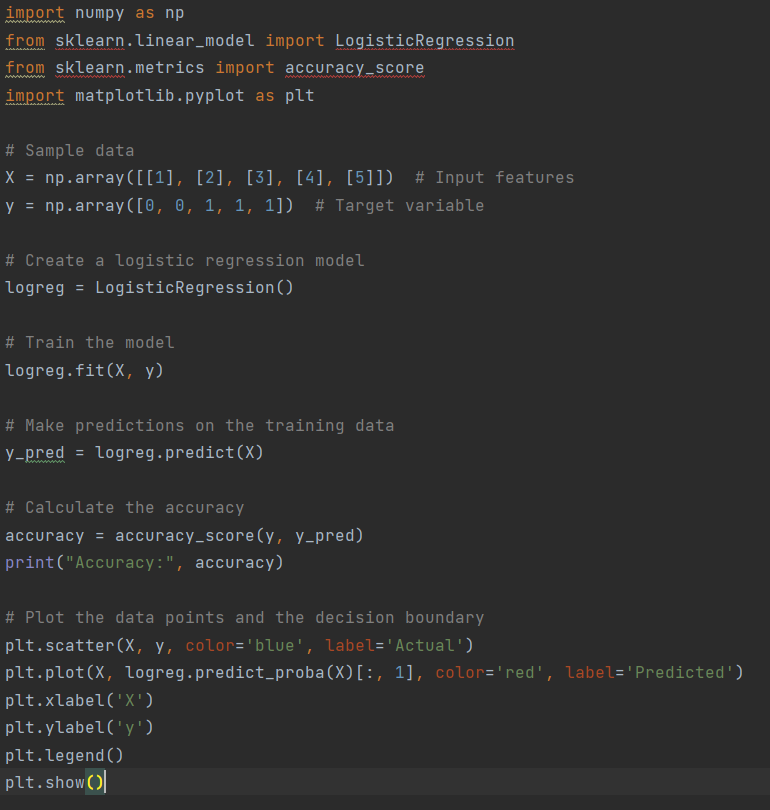 import numpy as np
from sklearn.linear_model import LogisticRegression
from sklearn.metrics import accuracy_score
import matplotlib.pyplot as plt

# Sample data
X = np.array([[1], [2], [3], [4], [5]])  # Input features
y = np.array([0, 0, 1, 1, 1])  # Target variable

# Create a logistic regression model
logreg = LogisticRegression()

# Train the model
logreg.fit(X, y)

# Make predictions on the training data
y_pred = logreg.predict(X)

# Calculate the accuracy
accuracy = accuracy_score(y, y_pred)
print("Accuracy:", accuracy)

# Plot the data points and the decision boundary
plt.scatter(X, y, color='blue', label='Actual')
plt.plot(X, logreg.predict_proba(X)[:, 1], color='red', label='Predicted')
plt.xlabel('X')
plt.ylabel('y')
plt.legend()
plt.show()